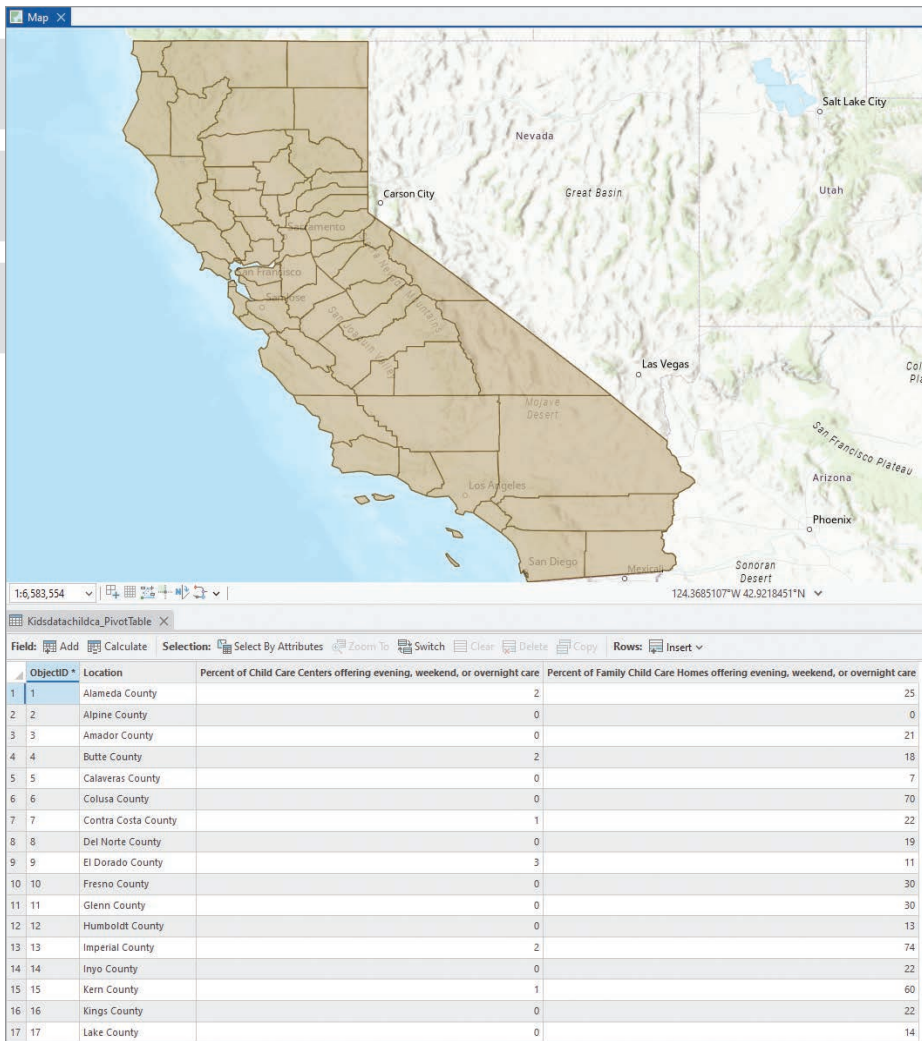 Map
Salt Lake City
Nevada
Carson City
Great Basin
Utah
Sacramento
San Francisco
San Jose
San Joaquin Valley
Las Vegas
Mojave
Desert
San Francisco Plateau
Arizona
Los Angeles
Phoenix
San Diego
Mexicali
Sonoran
Desert
1:6,583,554
124.3685107°W 42.9218451°N
Kidsdatachildca_PivotTable
Field: Add Calculate Selection: Select By Attributes Zoom To Switch Clear Delete Copy Rows: Insert
ObjectID * Location Percent of Child Care Centers offering evening, weekend, or overnight care Percent of Family Child Care Homes offering evening, weekend, or overnight care
1 1 Alameda County 2 25
2 2 Alpine County 0 0
3 3 Amador County 0 21
4 4 Butte County 2 18
5 5 Calaveras County 0 7
6 6 Colusa County 0 70
7 7 Contra Costa County 1 22
8 8 Del Norte County 0 19
9 9 El Dorado County 3 11
10 10 Fresno County 0 30
11 11 Glenn County 0 30
12 12 Humboldt County 0 13
13 13 Imperial County 2 74
14 14 Inyo County 0 22
15 15 Kern County 1 60
16 16 Kings County 0 22
17 17 Lake County 0 14